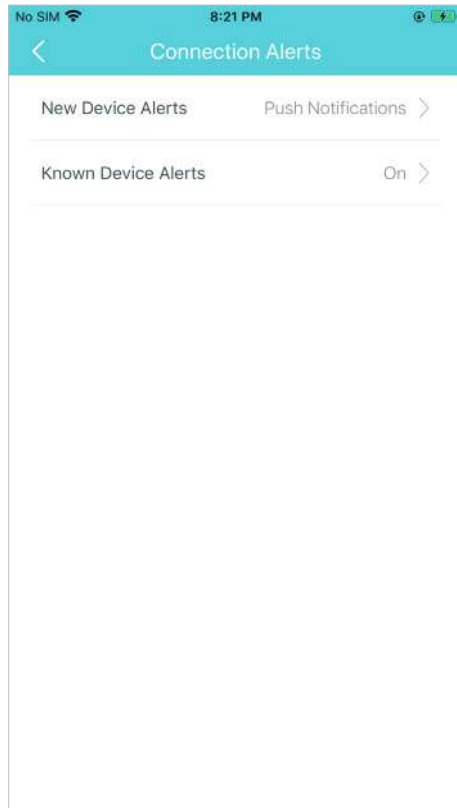 No SIM 8:21 PM
Connection Alerts
New Device Alerts Push Notifications
Known Device Alerts On